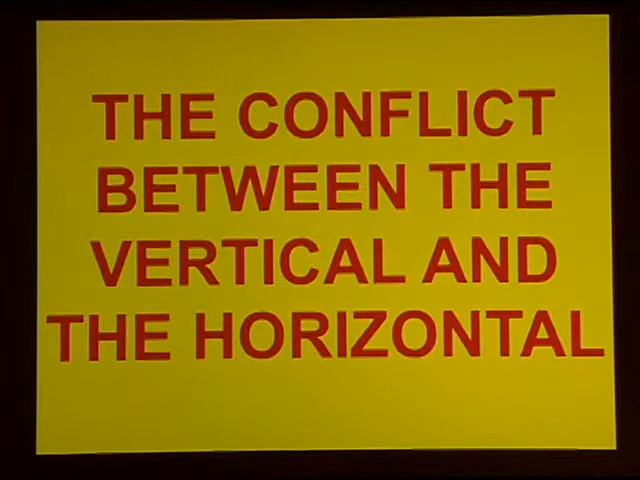 THE CONFLICT
BETWEEN THE
VERTICAL AND
THE HORIZONTAL